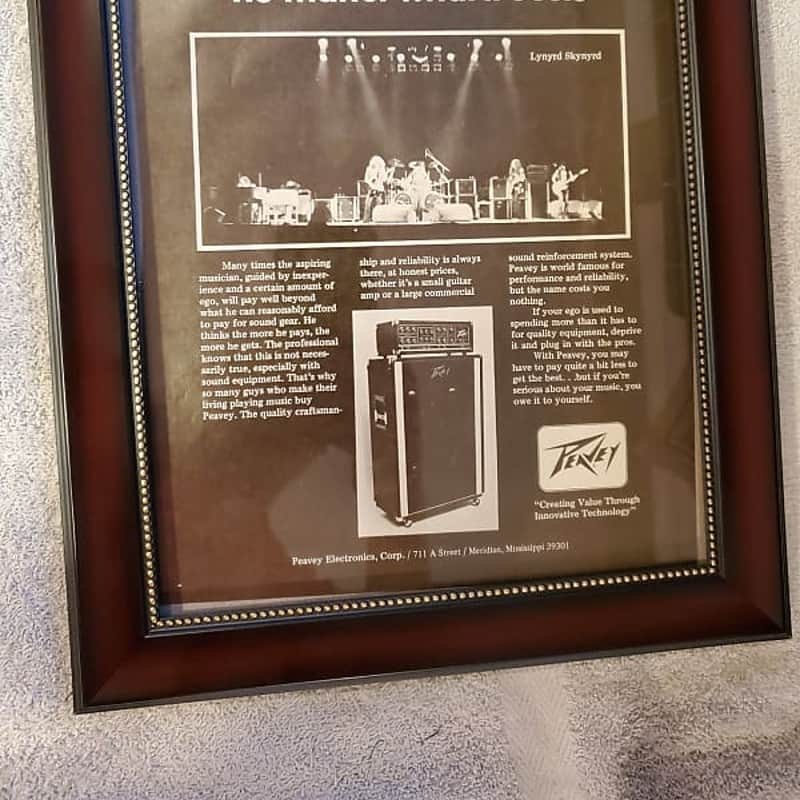 Lynyrd Skynyrd
Many times the aspiring
musician, guided by inexper-
ience and a certain amount of
ego, will pay well beyond
what he can reasonably afford
to pay for sound gear. He
thinks the more he pays, the
more he gets. The professional
knows that this is not neces-
sarily true, especially with
sound equipment. That's why
so many guys who make their
living playing music buy
Peavey. The quality craftsman-
ship and reliability is always
there, at honest prices,
whether it's a small guitar
amp or a large commercial
sound reinforcement system.
Peavey is world famous for
performance and reliability,
but the name costs you
nothing.
If your ego is used to
spending more than it has to
for quality equipment, deprive
it and plug in with the pros.
With Peavey, you may
have to pay quite a bit less to
get the best. . .but if you're
serious about your music, you
owe it to yourself.
PEAVEY
PEAVEY
"Creating Value Through
Innovative Technology"
Peavey Electronics, Corp. / 711 A Street / Meridian, Mississippi 39301